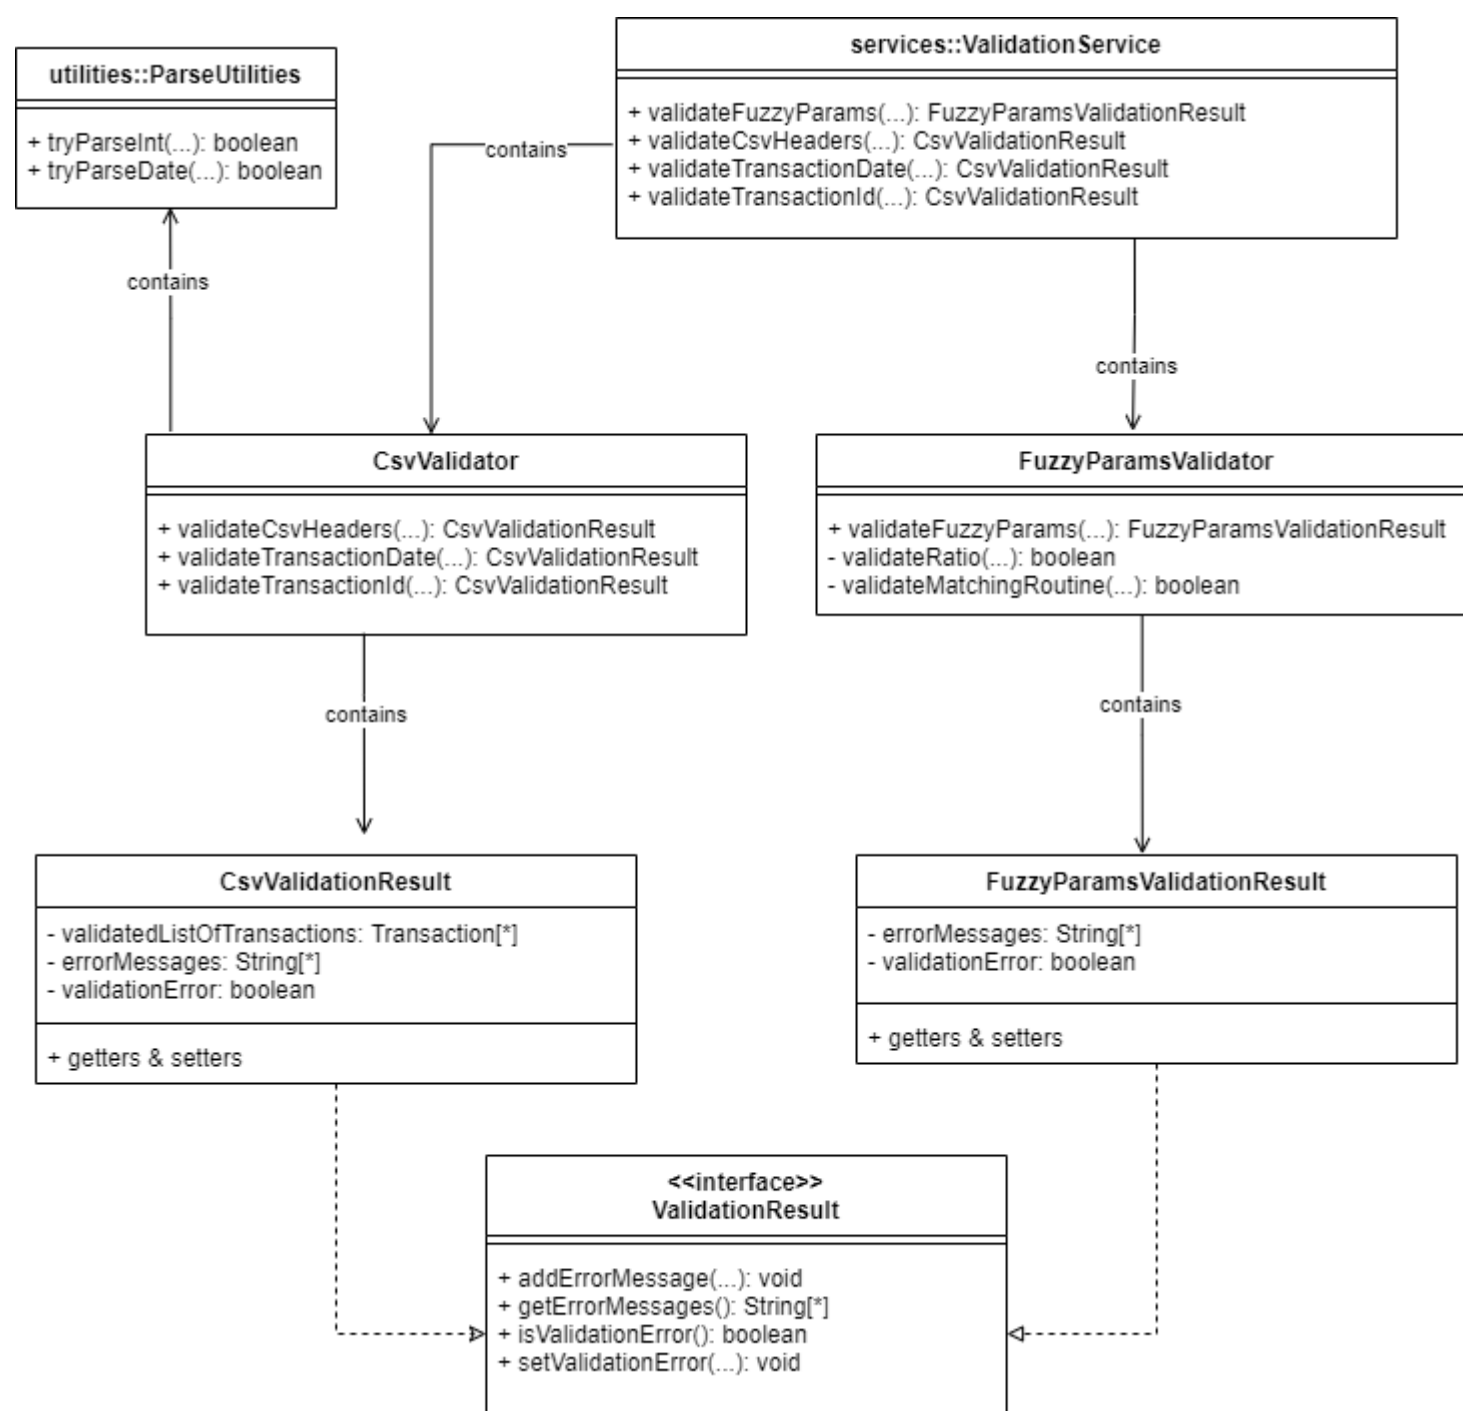 utilities::ParseUtilities
+ tryParseInt(...): boolean
+ tryParseDate(...): boolean
services::ValidationService
+ validateFuzzyParams(...): FuzzyParamsValidationResult
+ validateCsvHeaders(...): CsvValidationResult
+ validateTransactionDate(...): CsvValidationResult
+ validateTransactionId(...): CsvValidationResult
contains
contains
contains
CsvValidator
+ validateCsvHeaders(...): CsvValidationResult
+ validateTransactionDate(...): CsvValidationResult
+ validateTransactionId(...): CsvValidationResult
FuzzyParamsValidator
+ validateFuzzyParams(...): FuzzyParamsValidationResult
- validateRatio(...): boolean
- validateMatchingRoutine(...): boolean
contains
contains
CsvValidationResult
- validatedListOfTransactions: Transaction[*]
- errorMessages: String[*]
- validationError: boolean
+ getters & setters
FuzzyParamsValidationResult
- errorMessages: String[*]
- validationError: boolean
+ getters & setters
<<interface>>
ValidationResult
+ addErrorMessage(...): void
+ getErrorMessages(): String[*]
+ isValidationError(): boolean
+ setValidationError(...): void